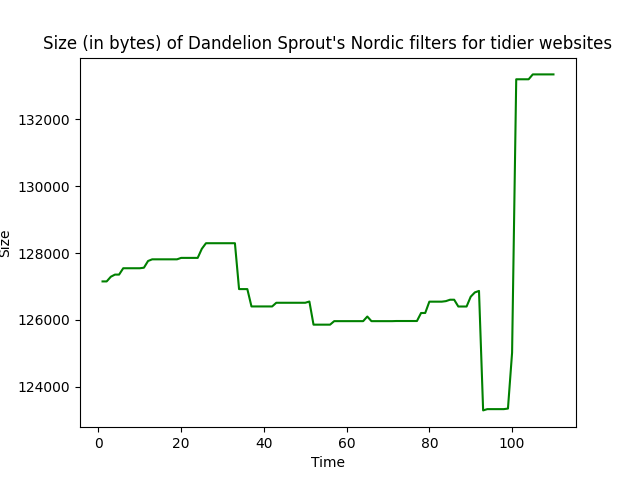 Size (in bytes) of Dandelion Sprout's Nordic filters for tidier websites
132000
130000
128000
126000
124000
Size
0 20 40 60 80 100
Time